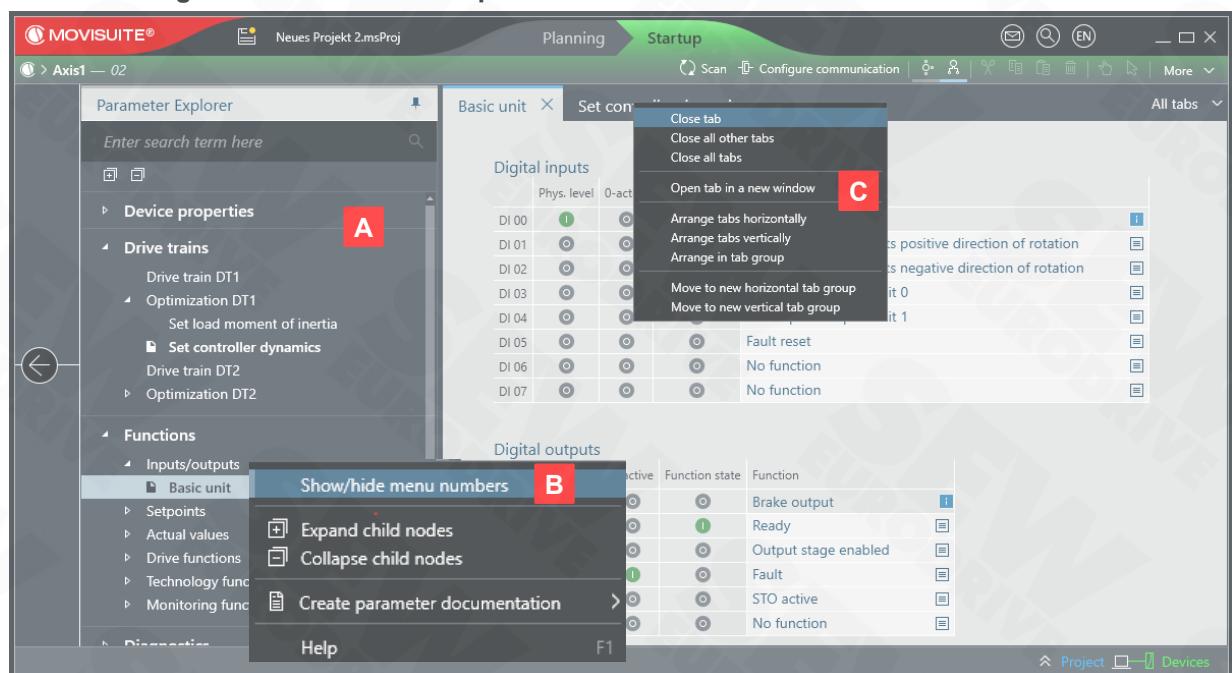 MOVISUITE® Neues Projekt 2.msProj Planning Startup EN
> Axis1 — 02 Scan Configure communication More
Parameter Explorer
Enter search term here
Device properties
A
Drive trains
Drive train DT1
Optimization DT1
Set load moment of inertia
Set controller dynamics
Drive train DT2
Optimization DT2
Functions
Inputs/outputs
Basic unit
Setpoints
Actual values
Drive functions
Technology func
Monitoring func
Show/hide menu numbers B
Expand child nodes
Collapse child nodes
Create parameter documentation >
Help F1
Basic unit × Set All tabs
Close tab
Close all other tabs
Close all tabs
Open tab in a new window C
Arrange tabs horizontally
Arrange tabs vertically
Arrange in tab group
Move to new horizontal tab group
Move to new vertical tab group
Digital inputs
Phys. level 0-act
DI 00
DI 01 positive direction of rotation
DI 02 negative direction of rotation
DI 03 it 0
DI 04 it 1
DI 05 Fault reset
DI 06 No function
DI 07 No function
Digital outputs
active Function state Function
Brake output
Ready
Output stage enabled
Fault
STO active
No function
Project Devices